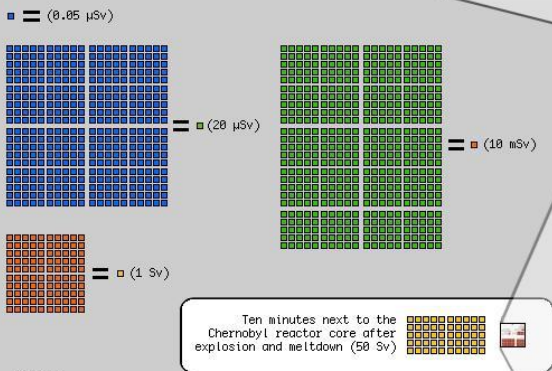 = (0.05 µSv)
= (20 µSv)
= (10 mSv)
= (1 Sv)
Ten minutes next to the
Chernobyl reactor core after
explosion and meltdown (50 Sv)